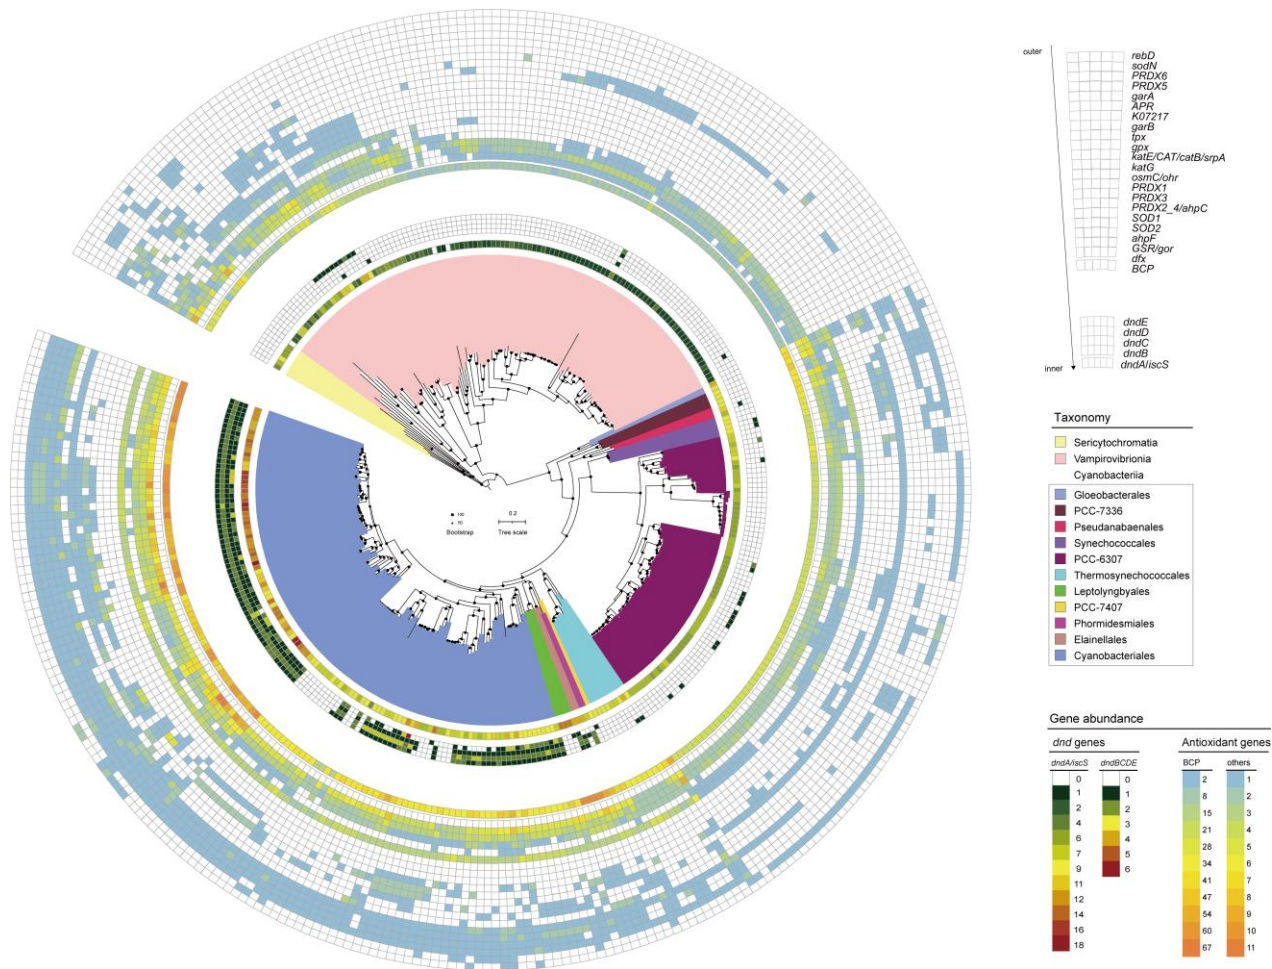 outer
rebD
sodN
PRDX6
PRDX5
garA
APR
K07217
garB
tpx
gpx
katE/CAT/catB/srpA
katG
osmC/ohr
PRDX1
PRDX3
PRDX2_4/ahpC
SOD1
SOD2
ahpF
GSR/gor
dfx
BCP
dndE
dndD
dndC
dndB
inner
dndA/iscS
100
50
Bootstrap
0.2
Tree scale
Taxonomy
Sericytochromatia
Vampirovibrionia
Cyanobacteriia
Gloeobacterales
PCC-7336
Pseudanabaenales
Synechococcales
PCC-6307
Thermosynechococcales
Leptolyngbyales
PCC-7407
Phormidesmiales
Elainellales
Cyanobacteriales
Gene abundance
dnd genes Antioxidant genes
dndA/iscS dndBCDE BCP others
0 0 2 1
1 1 8 2
2 2 15 3
4 3 21 4
6 4 28 5
7 5 34 6
9 6 41 7
11 47 8
12 54 9
14 60 10
16 67 11
18